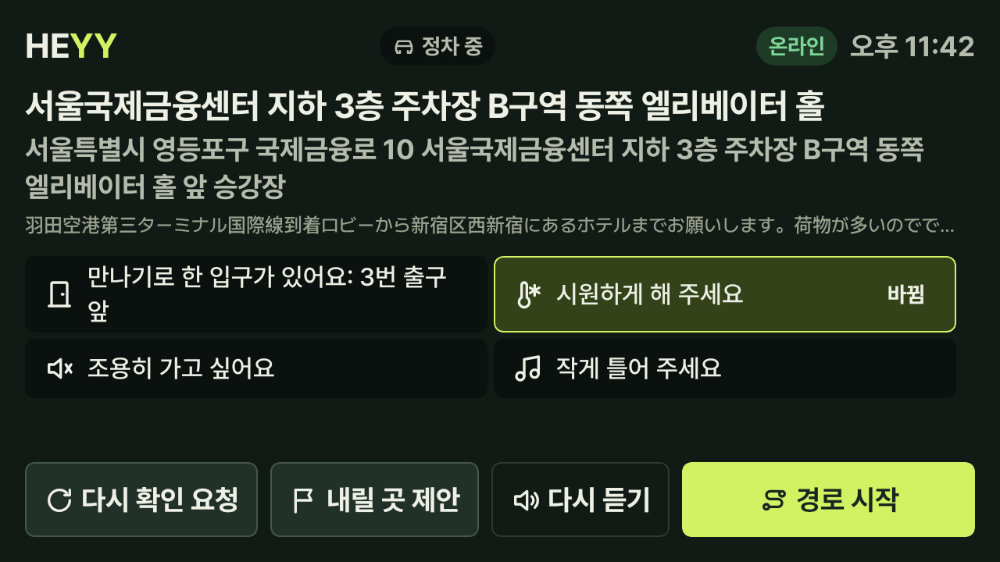 HEYY
정차 중
온라인
오후 11:42
서울국제금융센터 지하 3층 주차장 B구역 동쪽 엘리베이터 홀
서울특별시 영등포구 국제금융로 10 서울국제금융센터 지하 3층 주차장 B구역 동쪽
엘리베이터 홀 앞 승강장
羽田空港第三ターミナル国際線到着ロビーから新宿区西新宿にあるホテルまでお願いします。荷物が多いのでで…
만나기로 한 입구가 있어요: 3번 출구
앞
시원하게 해 주세요
바뀜
조용히 가고 싶어요
작게 틀어 주세요
다시 확인 요청
내릴 곳 제안
다시 듣기
경로 시작